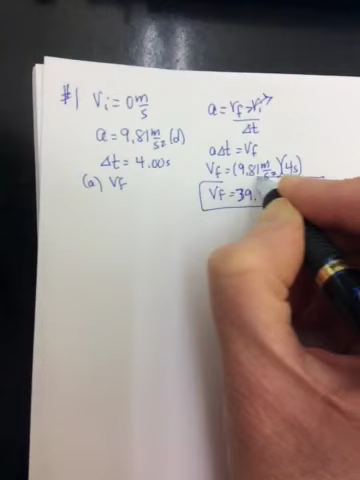 #1 Vi = 0 m/s
a = 9.81 m/s² (d)
Δt = 4.00s
(a) Vf
a = Vf - Vi / Δt
aΔt = Vf
Vf = (9.81 m/s²)(4s)
Vf = 39.